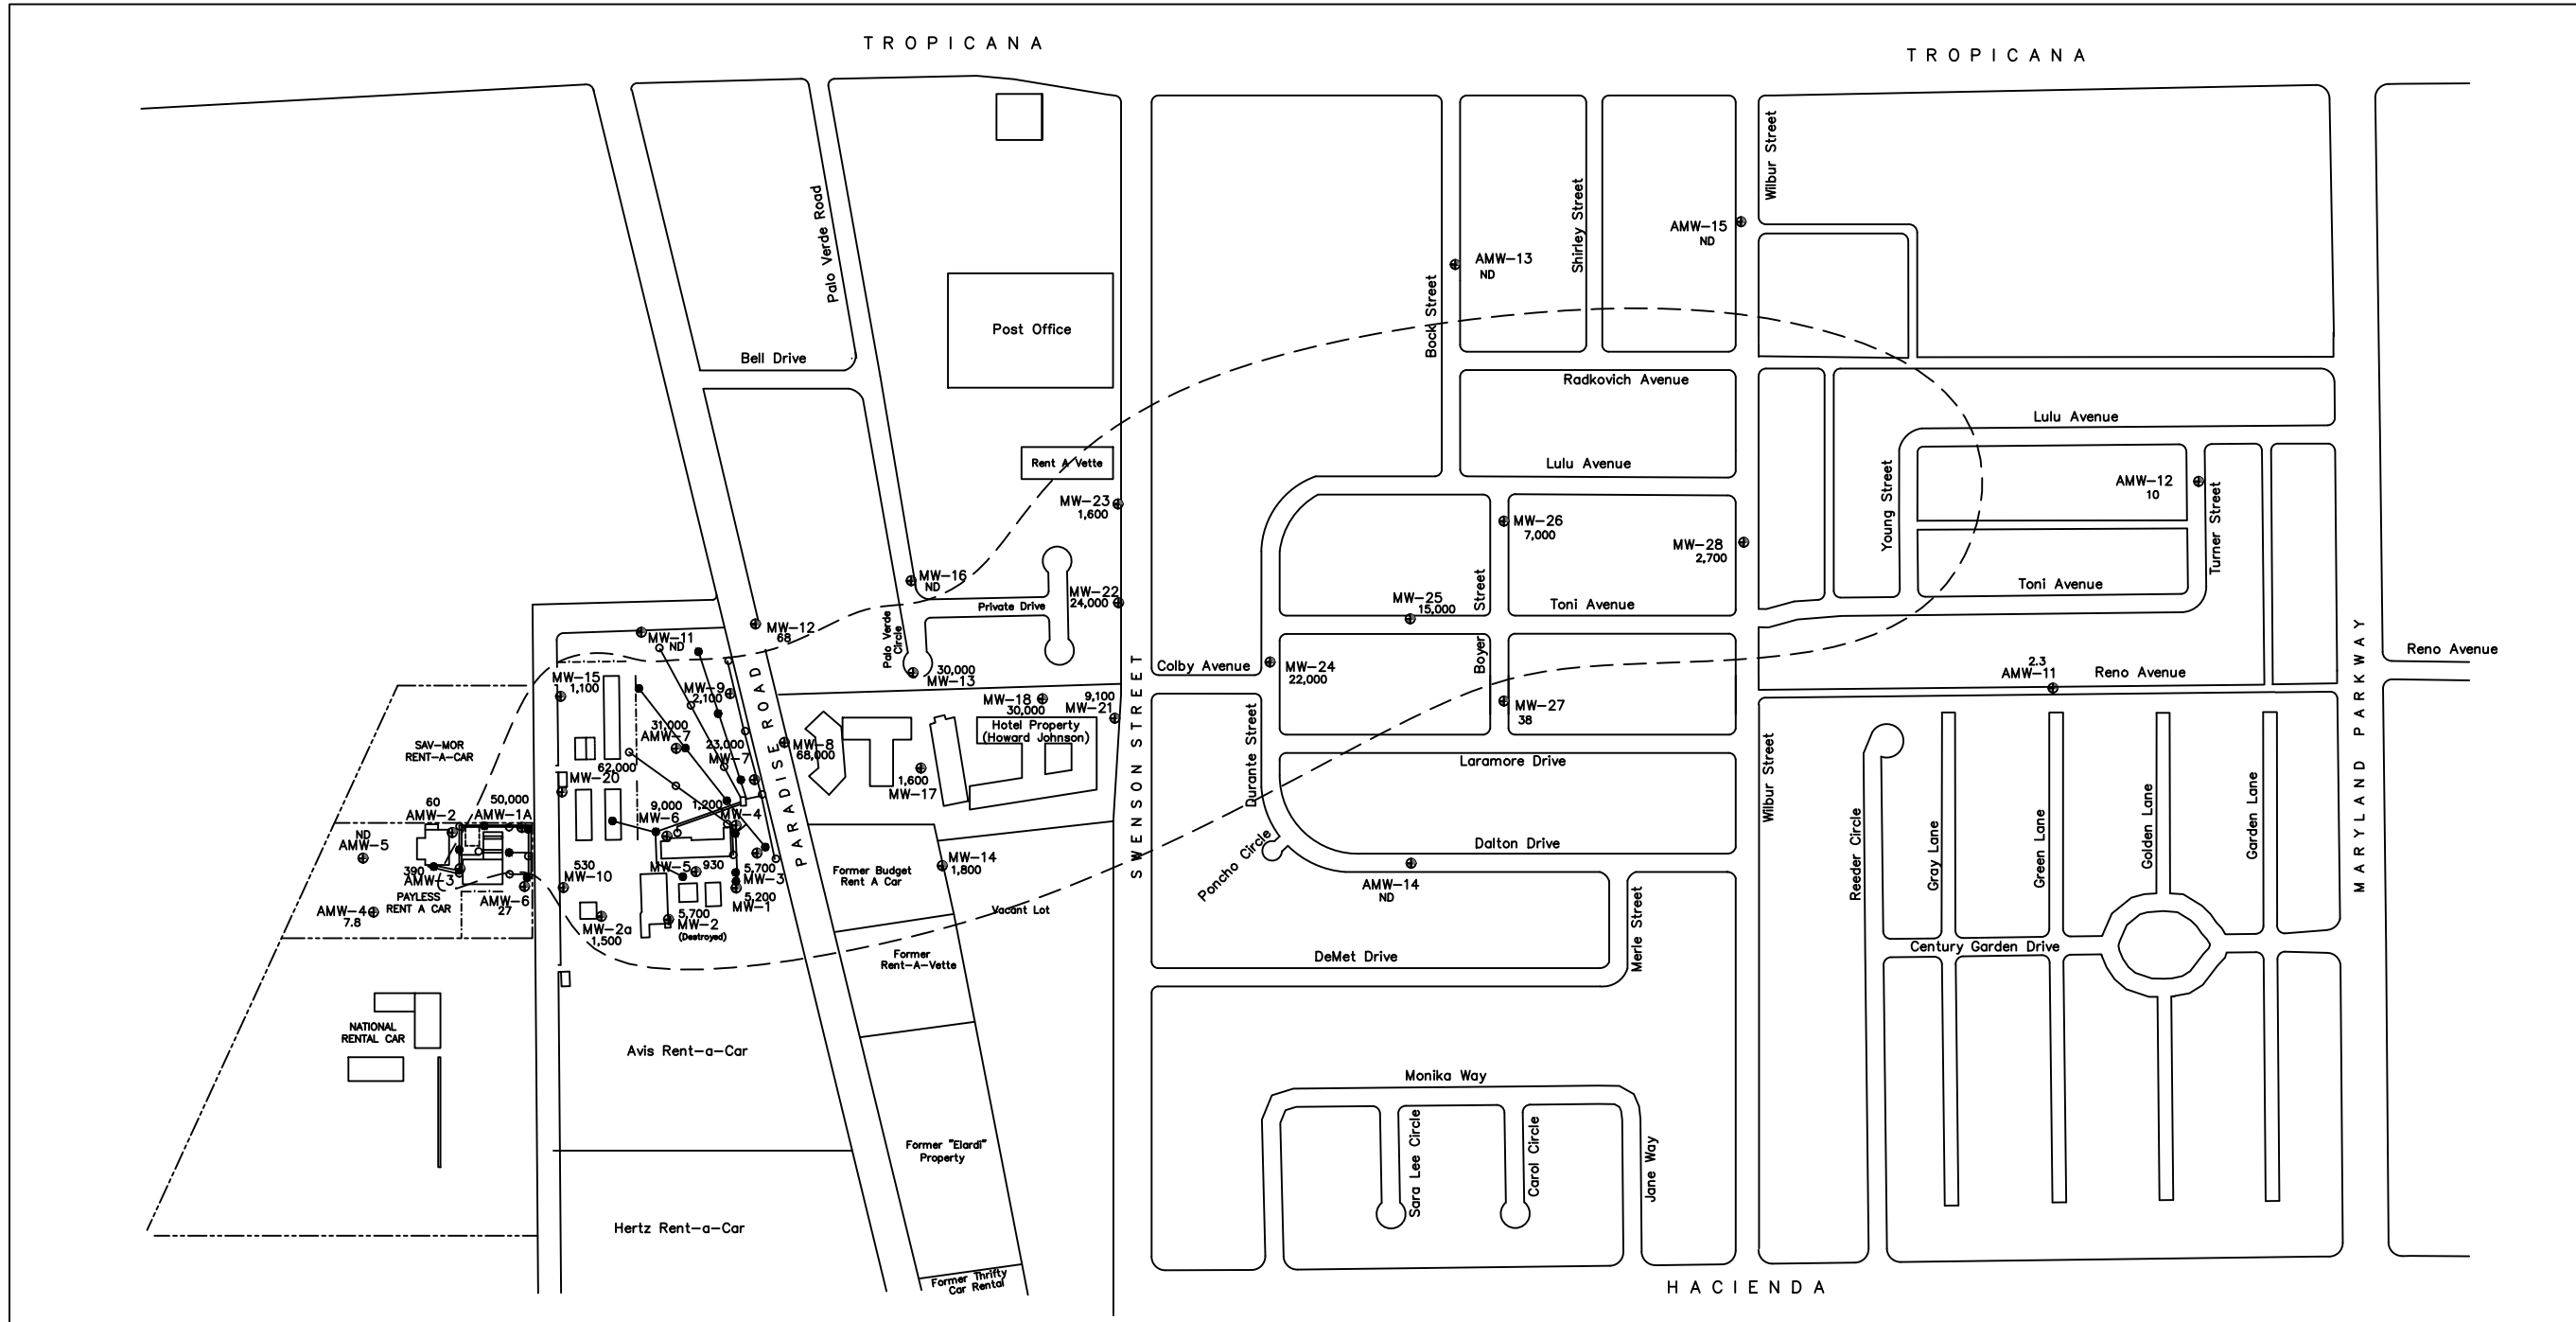 TROPICANA
TROPICANA
Palo Verde Road
Wilbur Street
Shirley Street
AMW-15
ND
AMW-13
ND
Bock Street
Post Office
Bell Drive
Radkovich Avenue
Lulu Avenue
Rent A Vette
Lulu Avenue
MW-23
1,600
MW-26
7,000
MW-28
2,700
Young Street
AMW-12
10
Turner Street
MW-16
ND
Private Drive
MW-22
24,000
MW-25
15,000
Boyer Street
Toni Avenue
Toni Avenue
MW-12
68
MW-11
ND
Palo Verde
Circle
30,000
MW-13
Colby Avenue
MW-24
22,000
2.3
AMW-11
Reno Avenue
Reno Avenue
MARYLAND PARKWAY
MW-15
1,100
MW-9
2,100
MW-18
30,000
9,100
MW-21
MW-27
38
SWENSON STREET
PARADISE ROAD
31,000
AMW-7
23,000
MW-7
MW-8
68,000
Hotel Property
(Howard Johnson)
Durante Street
SAV-MOR
RENT-A-CAR
62,000
MW-20
1,600
MW-17
Laramore Drive
Wilbur Street
60
AMW-2
50,000
AMW-1A
9,000
MW-6
1,200
MW-4
Reeder Circle
Gray Lane
Green Lane
Golden Lane
Garden Lane
ND
AMW-5
Dalton Drive
Poncho Circle
390
AMW-3
530
MW-10
MW-5
930
5,700
MW-3
MW-14
1,800
Former Budget
Rent A Car
AMW-14
ND
PAYLESS
RENT A CAR
AMW-6
27
AMW-4
7.8
5,200
MW-1
5,700
MW-2
(Destroyed)
MW-2a
1,500
Vacant Lot
Merle Street
Century Garden Drive
Former
Rent-A-Vette
DeMet Drive
NATIONAL
RENTAL CAR
Avis Rent-a-Car
Monika Way
Former "Elardi"
Property
Sara Lee Circle
Carol Circle
Jane Way
Hertz Rent-a-Car
Former Thrifty
Car Rental
HACIENDA